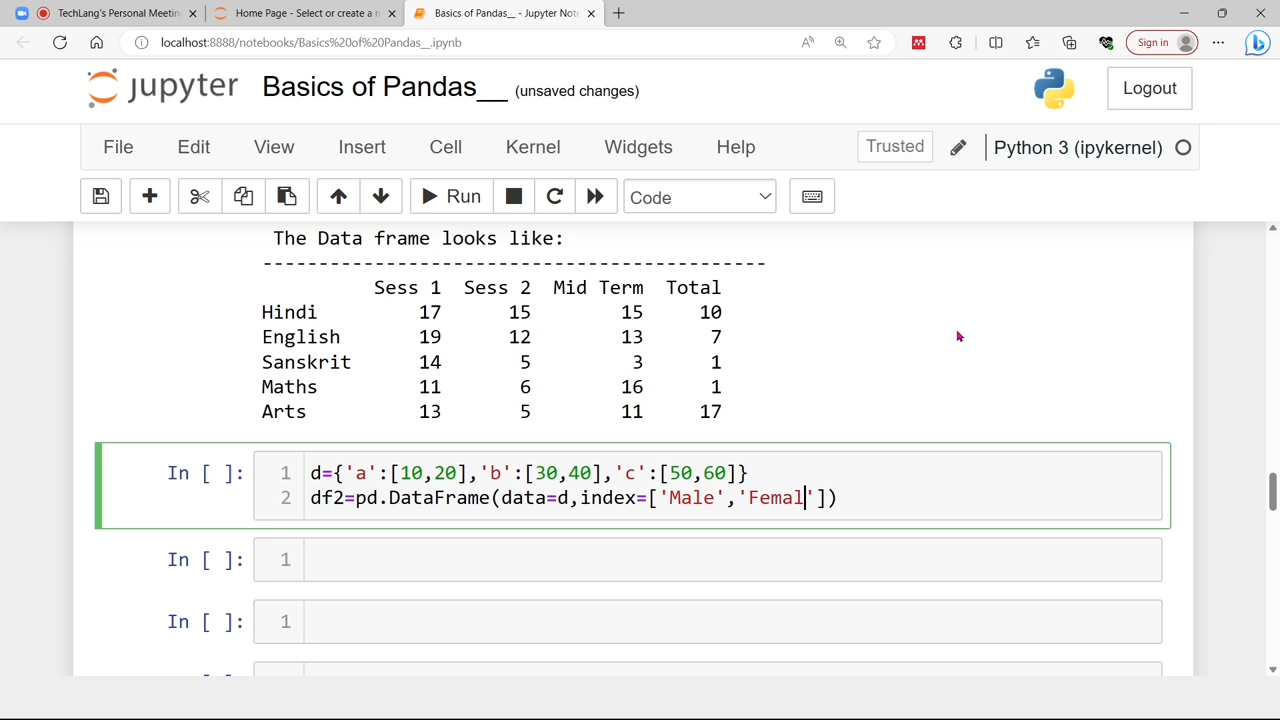 TechLang's Personal Meetin
Home Page - Select or create a n
Basics of Pandas__ - Jupyter Not
localhost:8888/notebooks/Basics%20of%20Pandas__.ipynb
Sign in
jupyter Basics of Pandas__ (unsaved changes)
Logout
File Edit View Insert Cell Kernel Widgets Help Trusted Python 3 (ipykernel)
Run Code
The Data frame looks like:
---------------------------------------------
Sess 1 Sess 2 Mid Term Total
Hindi 17 15 15 10
English 19 12 13 7
Sanskrit 14 5 3 1
Maths 11 6 16 1
Arts 13 5 11 17
In [ ]: 1 d={'a':[10,20],'b':[30,40],'c':[50,60]}
2 df2=pd.DataFrame(data=d,index=['Male','Femal'])
In [ ]: 1
In [ ]: 1